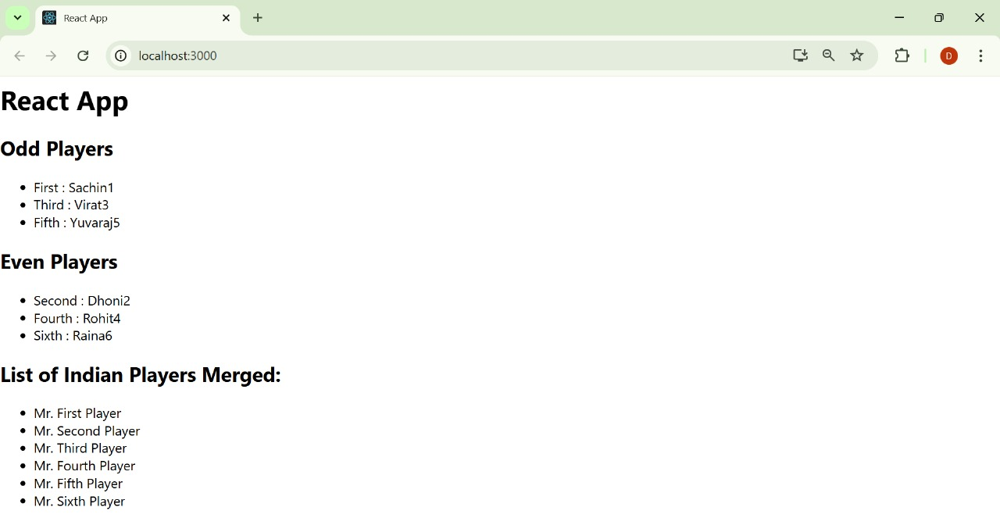 React App
localhost:3000
D
React App
Odd Players
First : Sachin1
Third : Virat3
Fifth : Yuvaraj5
Even Players
Second : Dhoni2
Fourth : Rohit4
Sixth : Raina6
List of Indian Players Merged:
Mr. First Player
Mr. Second Player
Mr. Third Player
Mr. Fourth Player
Mr. Fifth Player
Mr. Sixth Player